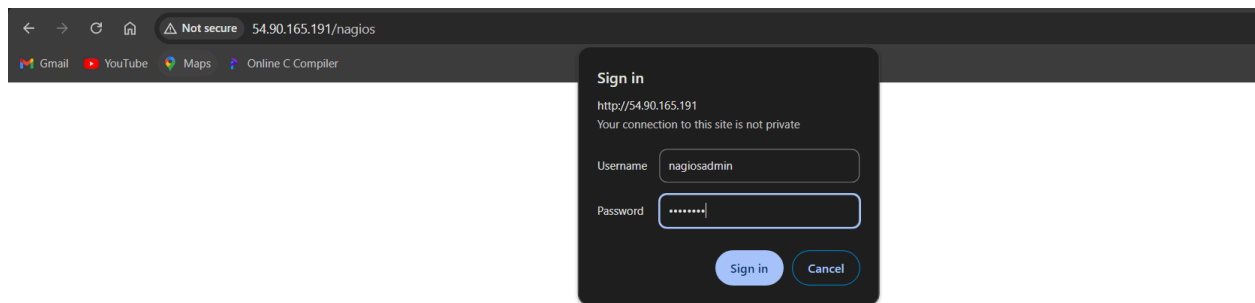 Not secure 54.90.165.191/nagios
Gmail YouTube Maps Online C Compiler
Sign in
http://54.90.165.191
Your connection to this site is not private
Username nagiosadmin
Password ••••••••
Sign in Cancel